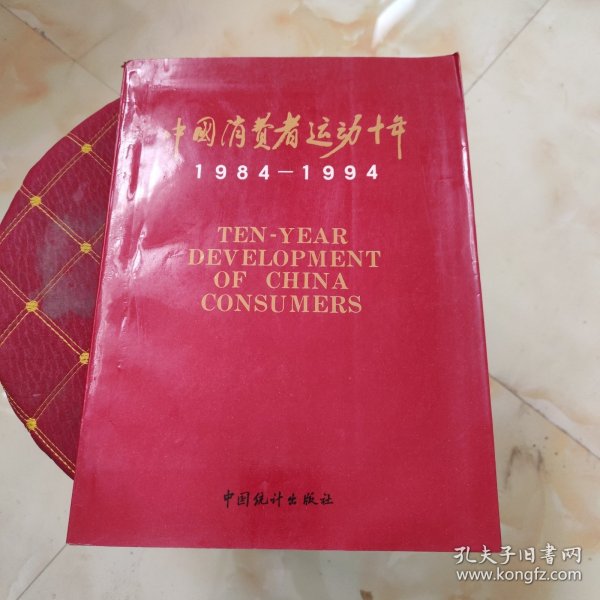 中國消费者运动十年
1984—1994
TEN-YEAR
DEVELOPMENT
OF CHINA
CONSUMERS
中国统计出版社
孔夫子旧书网
www.kongfz.com